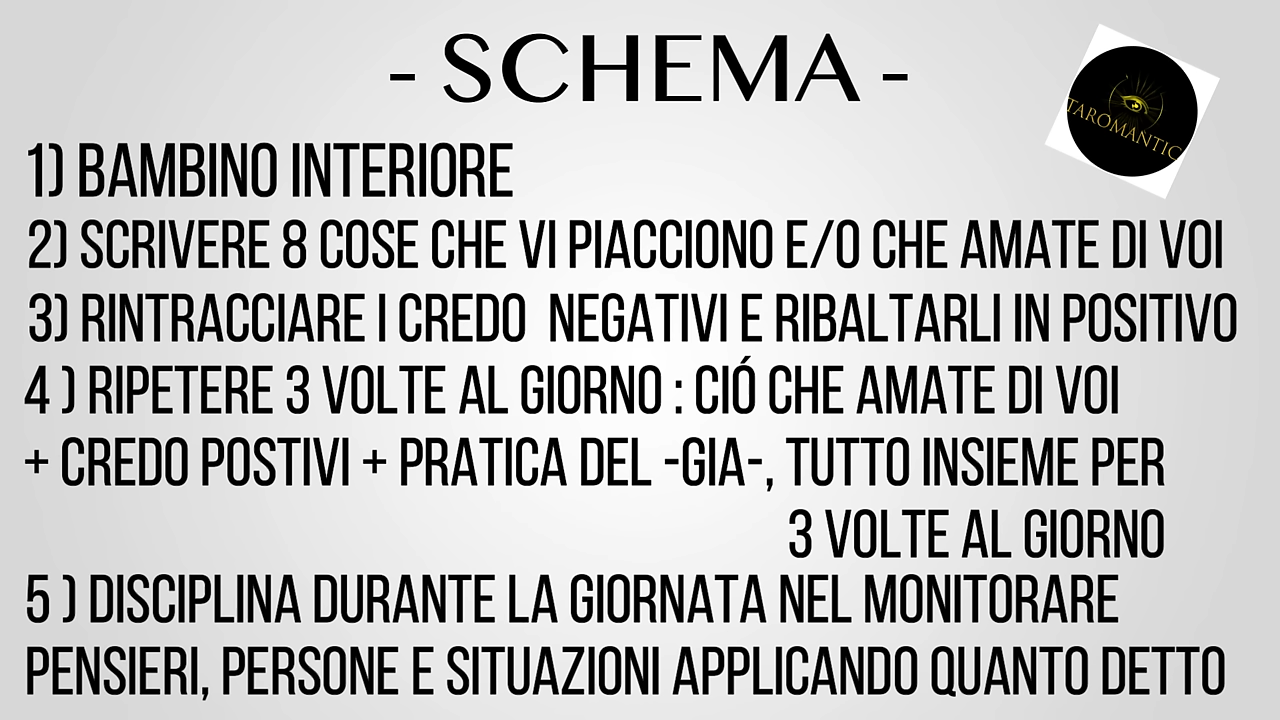 - SCHEMA -
TAROMANTIC
1) BAMBINO INTERIORE
2) SCRIVERE 8 COSE CHE VI PIACCIONO E/O CHE AMATE DI VOI
3) RINTRACCIARE I CREDO  NEGATIVI E RIBALTARLI IN POSITIVO
4 ) RIPETERE 3 VOLTE AL GIORNO : CIÓ CHE AMATE DI VOI
+ CREDO POSTIVI + PRATICA DEL -GIA-, TUTTO INSIEME PER
3 VOLTE AL GIORNO
5 ) DISCIPLINA DURANTE LA GIORNATA NEL MONITORARE
PENSIERI, PERSONE E SITUAZIONI APPLICANDO QUANTO DETTO